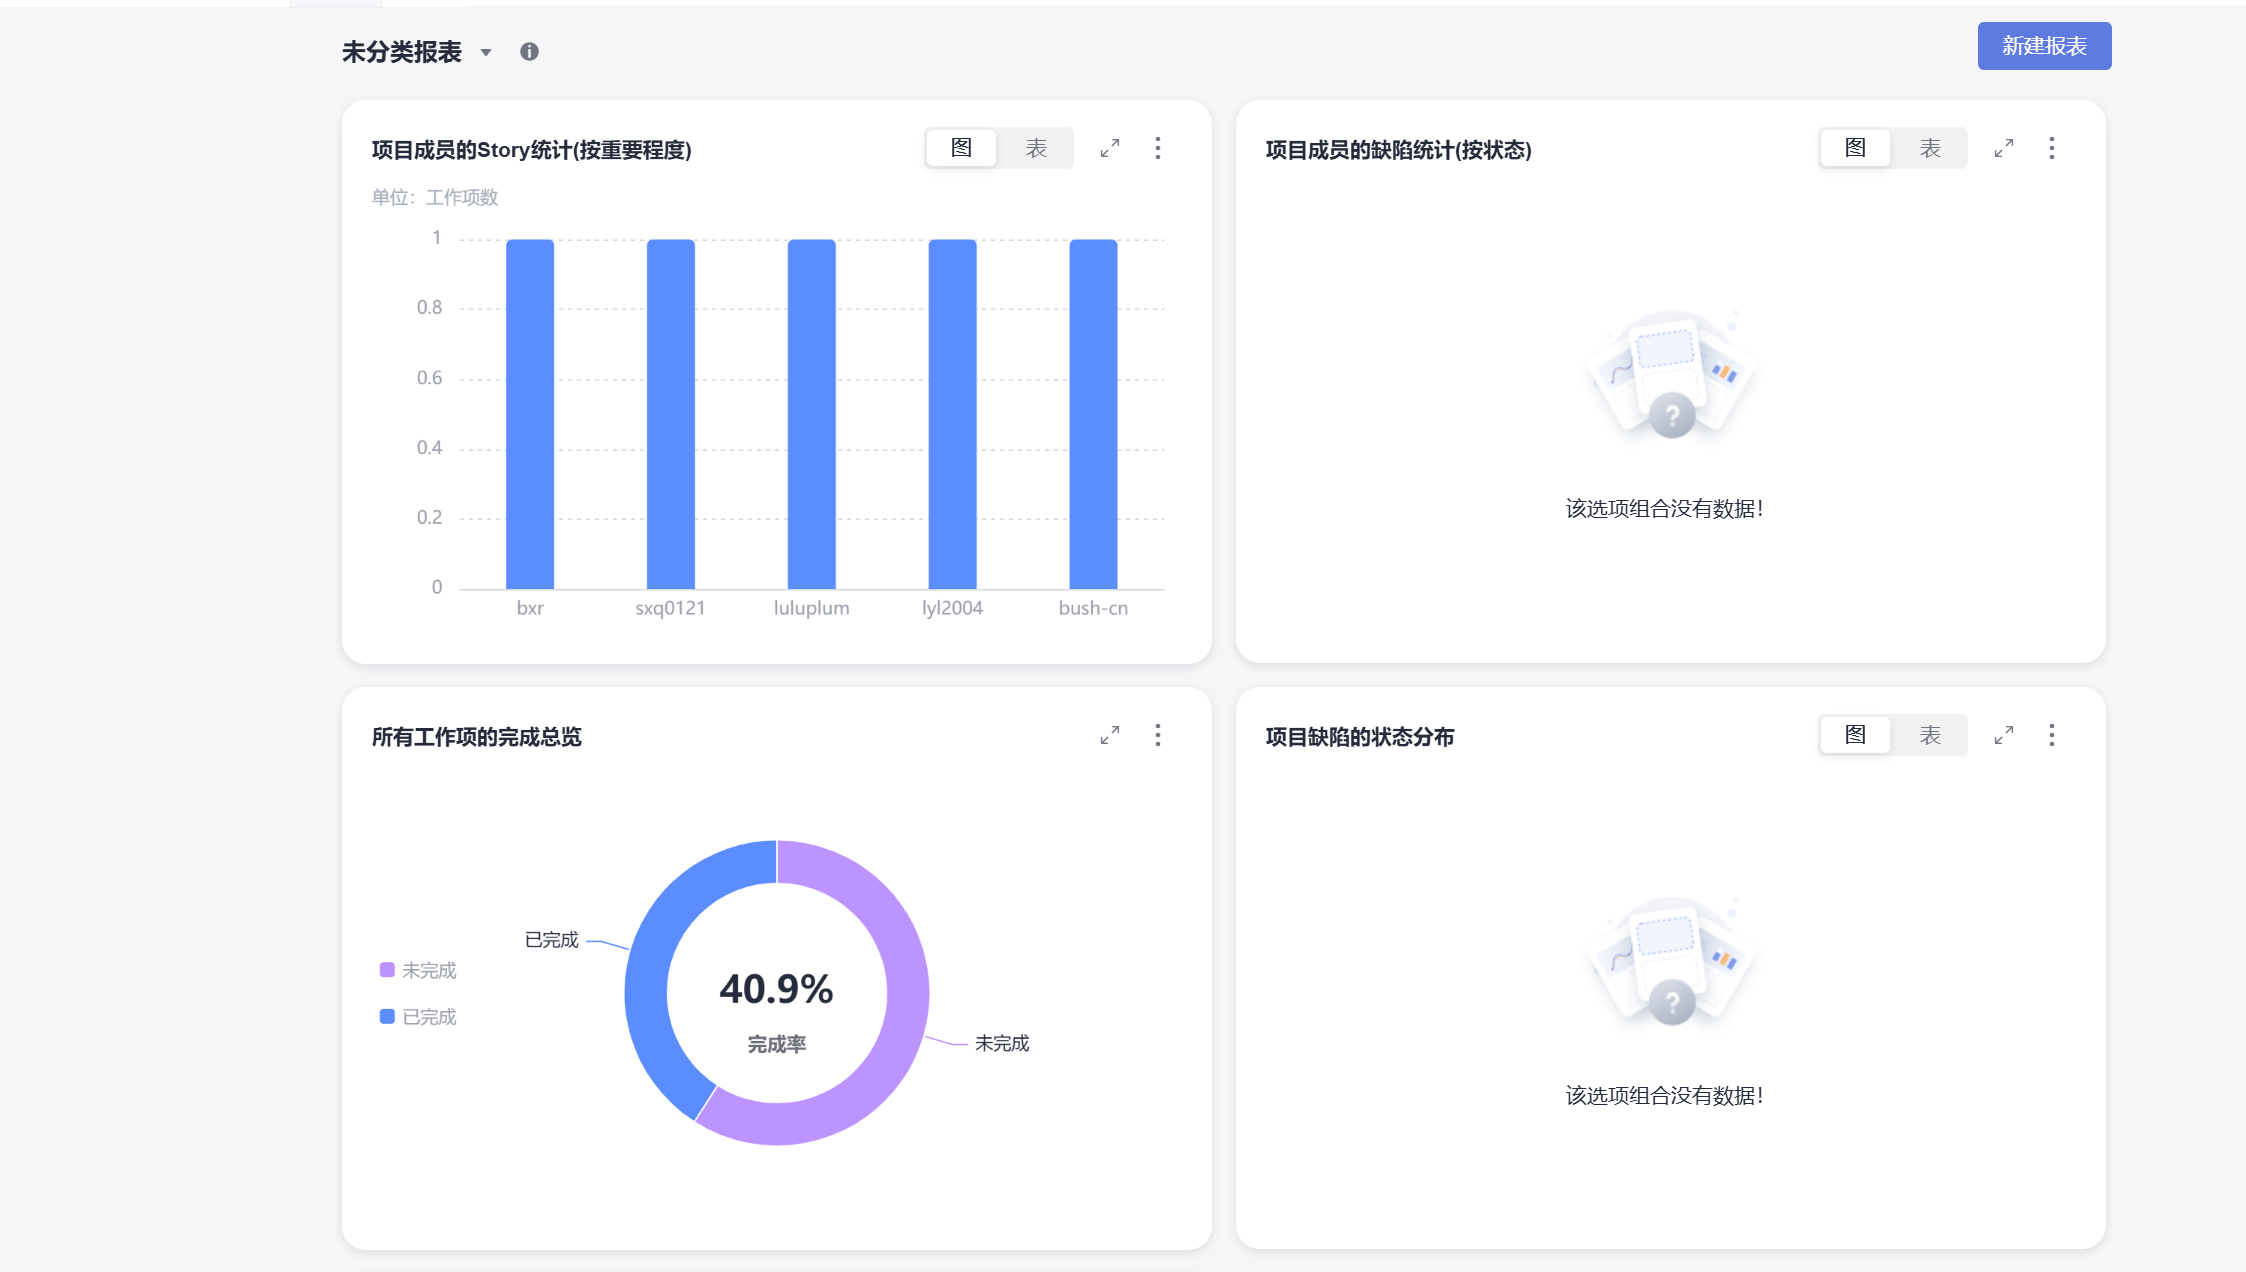 未分类报表
新建报表
项目成员的Story统计(按重要程度)
图 表
单位：工作项数
1
0.8
0.6
0.4
0.2
0
bxr sxq0121 luluplum lyl2004 bush-cn
项目成员的缺陷统计(按状态)
图 表
该选项组合没有数据！
所有工作项的完成总览
未完成
已完成
已完成
40.9%
完成率
未完成
项目缺陷的状态分布
图 表
该选项组合没有数据！